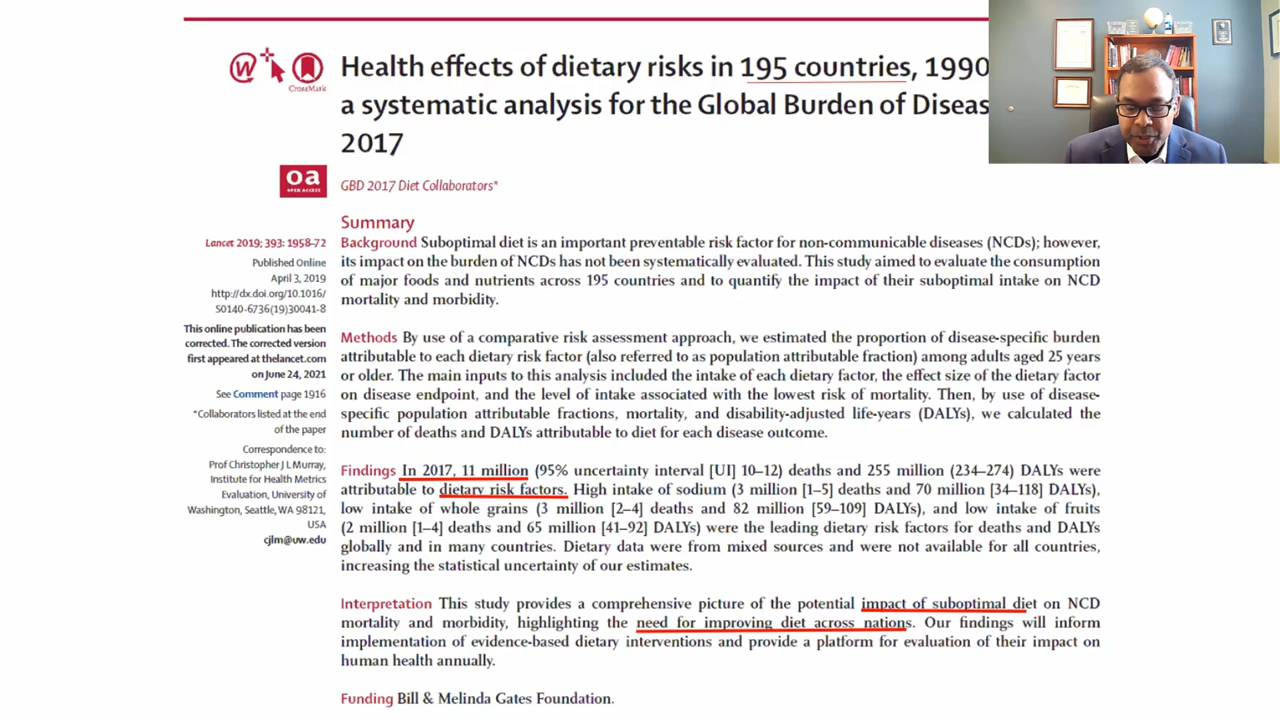 Health effects of dietary risks in 195 countries, 1990
a systematic analysis for the Global Burden of Diseas
2017
CrossMark
oa
OPEN ACCESS
GBD 2017 Diet Collaborators*
Summary
Lancet 2019; 393: 1958–72
Published Online
April 3, 2019
http://dx.doi.org/10.1016/
S0140-6736(19)30041-8
This online publication has been
corrected. The corrected version
first appeared at thelancet.com
on June 24, 2021
See Comment page 1916
*Collaborators listed at the end
of the paper
Correspondence to:
Prof Christopher J L Murray,
Institute for Health Metrics
Evaluation, University of
Washington, Seattle, WA 98121,
USA
cjlm@uw.edu
Background Suboptimal diet is an important preventable risk factor for non-communicable diseases (NCDs); however,
its impact on the burden of NCDs has not been systematically evaluated. This study aimed to evaluate the consumption
of major foods and nutrients across 195 countries and to quantify the impact of their suboptimal intake on NCD
mortality and morbidity.
Methods By use of a comparative risk assessment approach, we estimated the proportion of disease-specific burden
attributable to each dietary risk factor (also referred to as population attributable fraction) among adults aged 25 years
or older. The main inputs to this analysis included the intake of each dietary factor, the effect size of the dietary factor
on disease endpoint, and the level of intake associated with the lowest risk of mortality. Then, by use of disease-
specific population attributable fractions, mortality, and disability-adjusted life-years (DALYs), we calculated the
number of deaths and DALYs attributable to diet for each disease outcome.
Findings In 2017, 11 million (95% uncertainty interval [UI] 10–12) deaths and 255 million (234–274) DALYs were
attributable to dietary risk factors. High intake of sodium (3 million [1–5] deaths and 70 million [34–118] DALYs),
low intake of whole grains (3 million [2–4] deaths and 82 million [59–109] DALYs), and low intake of fruits
(2 million [1–4] deaths and 65 million [41–92] DALYs) were the leading dietary risk factors for deaths and DALYs
globally and in many countries. Dietary data were from mixed sources and were not available for all countries,
increasing the statistical uncertainty of our estimates.
Interpretation This study provides a comprehensive picture of the potential impact of suboptimal diet on NCD
mortality and morbidity, highlighting the need for improving diet across nations. Our findings will inform
implementation of evidence-based dietary interventions and provide a platform for evaluation of their impact on
human health annually.
Funding Bill & Melinda Gates Foundation.